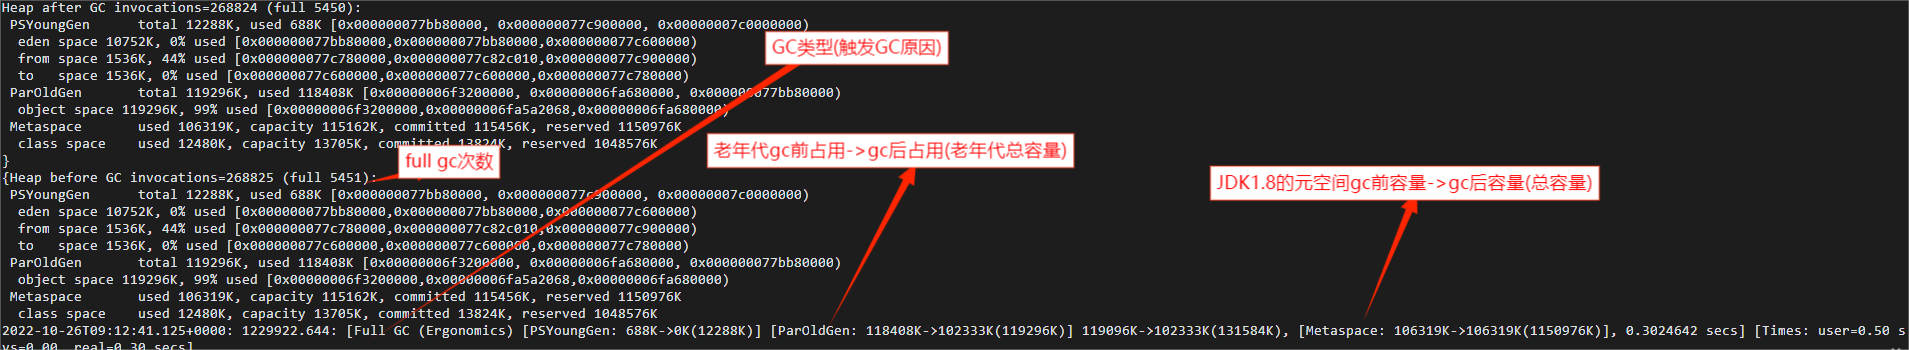 Heap after GC invocations=268824 (full 5450):
PSYoungGen      total 12288K, used 688K [0x000000077bb80000, 0x000000077c900000, 0x00000007c0000000)
eden space 10752K, 0% used [0x000000077bb80000,0x000000077bb80000,0x000000077c600000)
GC类型(触发GC原因)
from space 1536K, 44% used [0x000000077c780000,0x000000077c82c010,0x000000077c900000)
to   space 1536K, 0% used [0x000000077c600000,0x000000077c600000,0x000000077c780000)
ParOldGen       total 119296K, used 118408K [0x00000006f3200000, 0x00000006fa680000, 0x000000077bb80000)
object space 119296K, 99% used [0x00000006f3200000,0x00000006fa5a2068,0x00000006fa680000)
Metaspace       used 106319K, capacity 115162K, committed 115456K, reserved 1150976K
class space    used 12480K, capacity 13705K, committed 13824K, reserved 1048576K
老年代gc前占用->gc后占用(老年代总容量)
}
full gc次数
{Heap before GC invocations=268825 (full 5451):
JDK1.8的元空间gc前容量->gc后容量(总容量)
PSYoungGen      total 12288K, used 688K [0x000000077bb80000, 0x000000077c900000, 0x00000007c0000000)
eden space 10752K, 0% used [0x000000077bb80000,0x000000077bb80000,0x000000077c600000)
from space 1536K, 44% used [0x000000077c780000,0x000000077c82c010,0x000000077c900000)
to   space 1536K, 0% used [0x000000077c600000,0x000000077c600000,0x000000077c780000)
ParOldGen       total 119296K, used 118408K [0x00000006f3200000, 0x00000006fa680000, 0x000000077bb80000)
object space 119296K, 99% used [0x00000006f3200000,0x00000006fa5a2068,0x00000006fa680000)
Metaspace       used 106319K, capacity 115162K, committed 115456K, reserved 1150976K
class space    used 12480K, capacity 13705K, committed 13824K, reserved 1048576K
2022-10-26T09:12:41.125+0000: 1229922.644: [Full GC (Ergonomics) [PSYoungGen: 688K->0K(12288K)] [ParOldGen: 118408K->102333K(119296K)] 119096K->102333K(131584K), [Metaspace: 106319K->106319K(1150976K)], 0.3024642 secs] [Times: user=0.50 s
ys=0.00, real=0.30 secs]